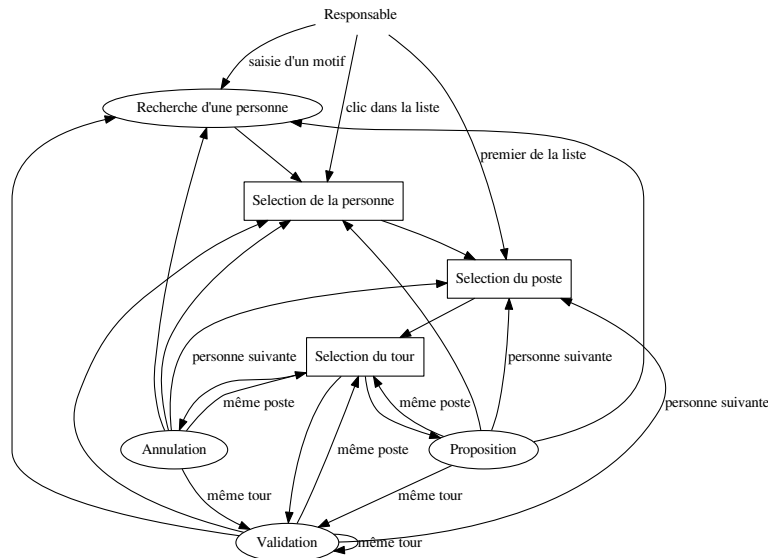 Responsable
saisie d'un motif
Recherche d'une personne
clic dans la liste
premier de la liste
Selection de la personne
Selection du poste
personne suivante
Selection du tour
personne suivante
même poste
même poste
personne suivante
Annulation
même poste
Proposition
même tour
même tour
Validation
même tour